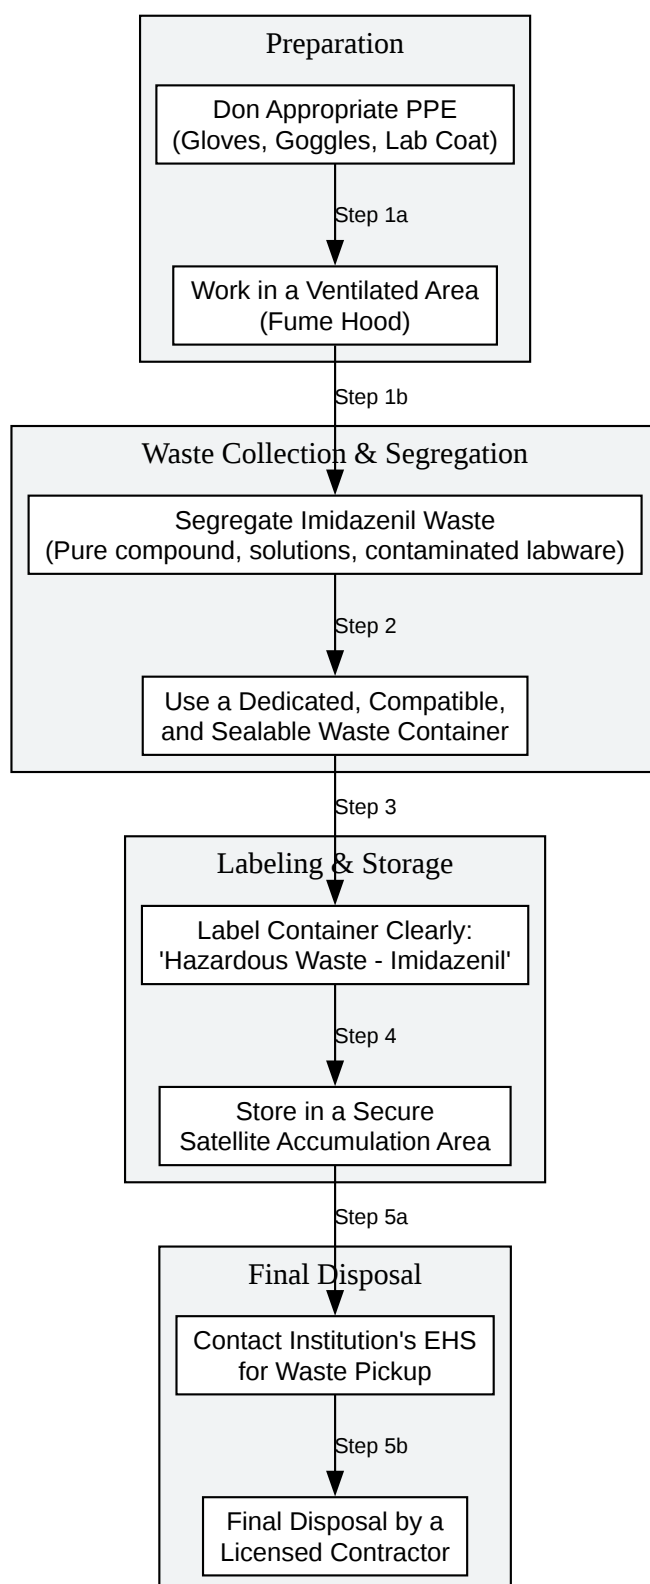 Preparation
Don Appropriate PPE
(Gloves, Goggles, Lab Coat)
Step 1a
Work in a Ventilated Area
(Fume Hood)
Step 1b
Waste Collection & Segregation
Segregate Imidazenil Waste
(Pure compound, solutions, contaminated labware)
Step 2
Use a Dedicated, Compatible,
and Sealable Waste Container
Step 3
Labeling & Storage
Label Container Clearly:
'Hazardous Waste - Imidazenil'
Step 4
Store in a Secure
Satellite Accumulation Area
Step 5a
Final Disposal
Contact Institution's EHS
for Waste Pickup
Step 5b
Final Disposal by a
Licensed Contractor